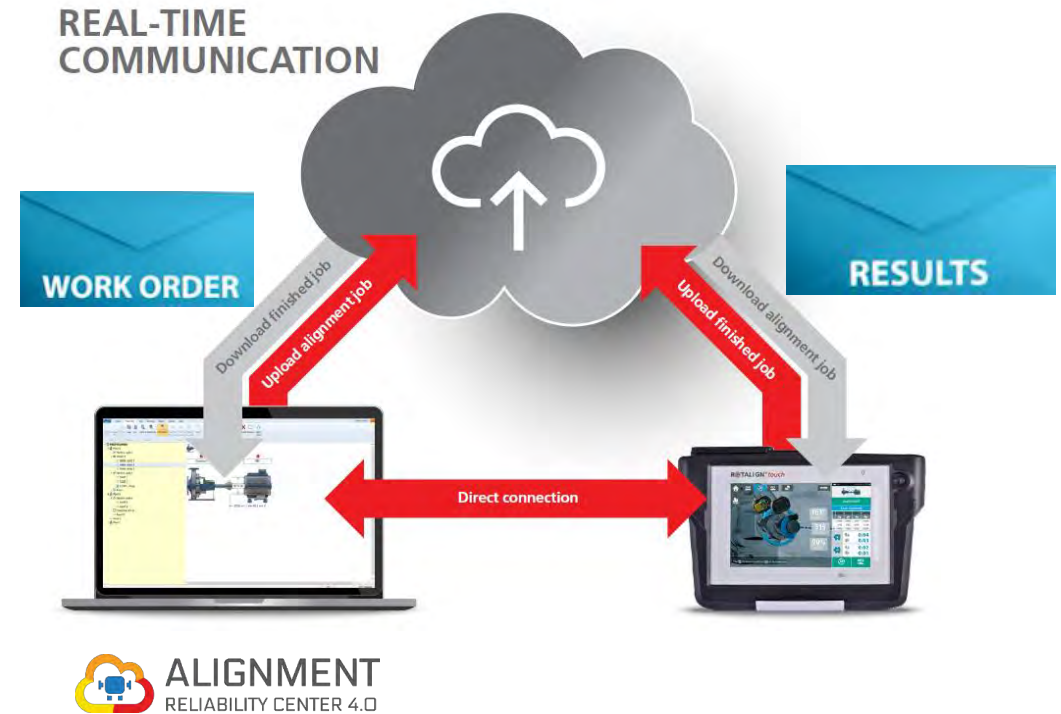 REAL-TIME
COMMUNICATION
WORK ORDER
RESULTS
Download finished job
Upload alignment job
Upload finished job
Download alignment job
Direct connection
ROTALIGN touch
ALIGNMENT
RELIABILITY CENTER 4.0